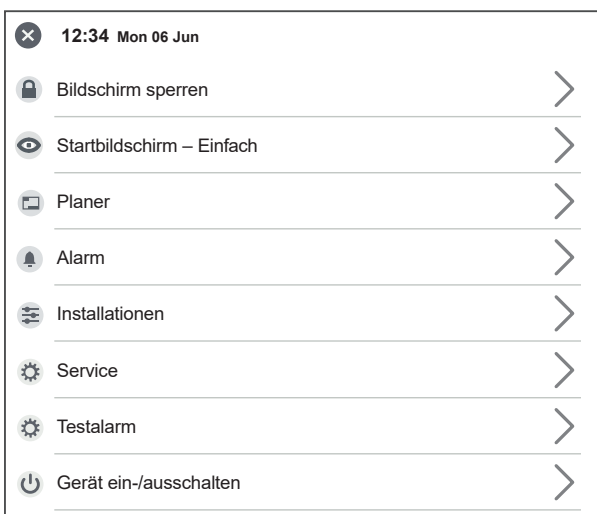 12:34 Mon 06 Jun
Bildschirm sperren
Startbildschirm – Einfach
Planer
Alarm
Installationen
Service
Testalarm
Gerät ein-/ausschalten